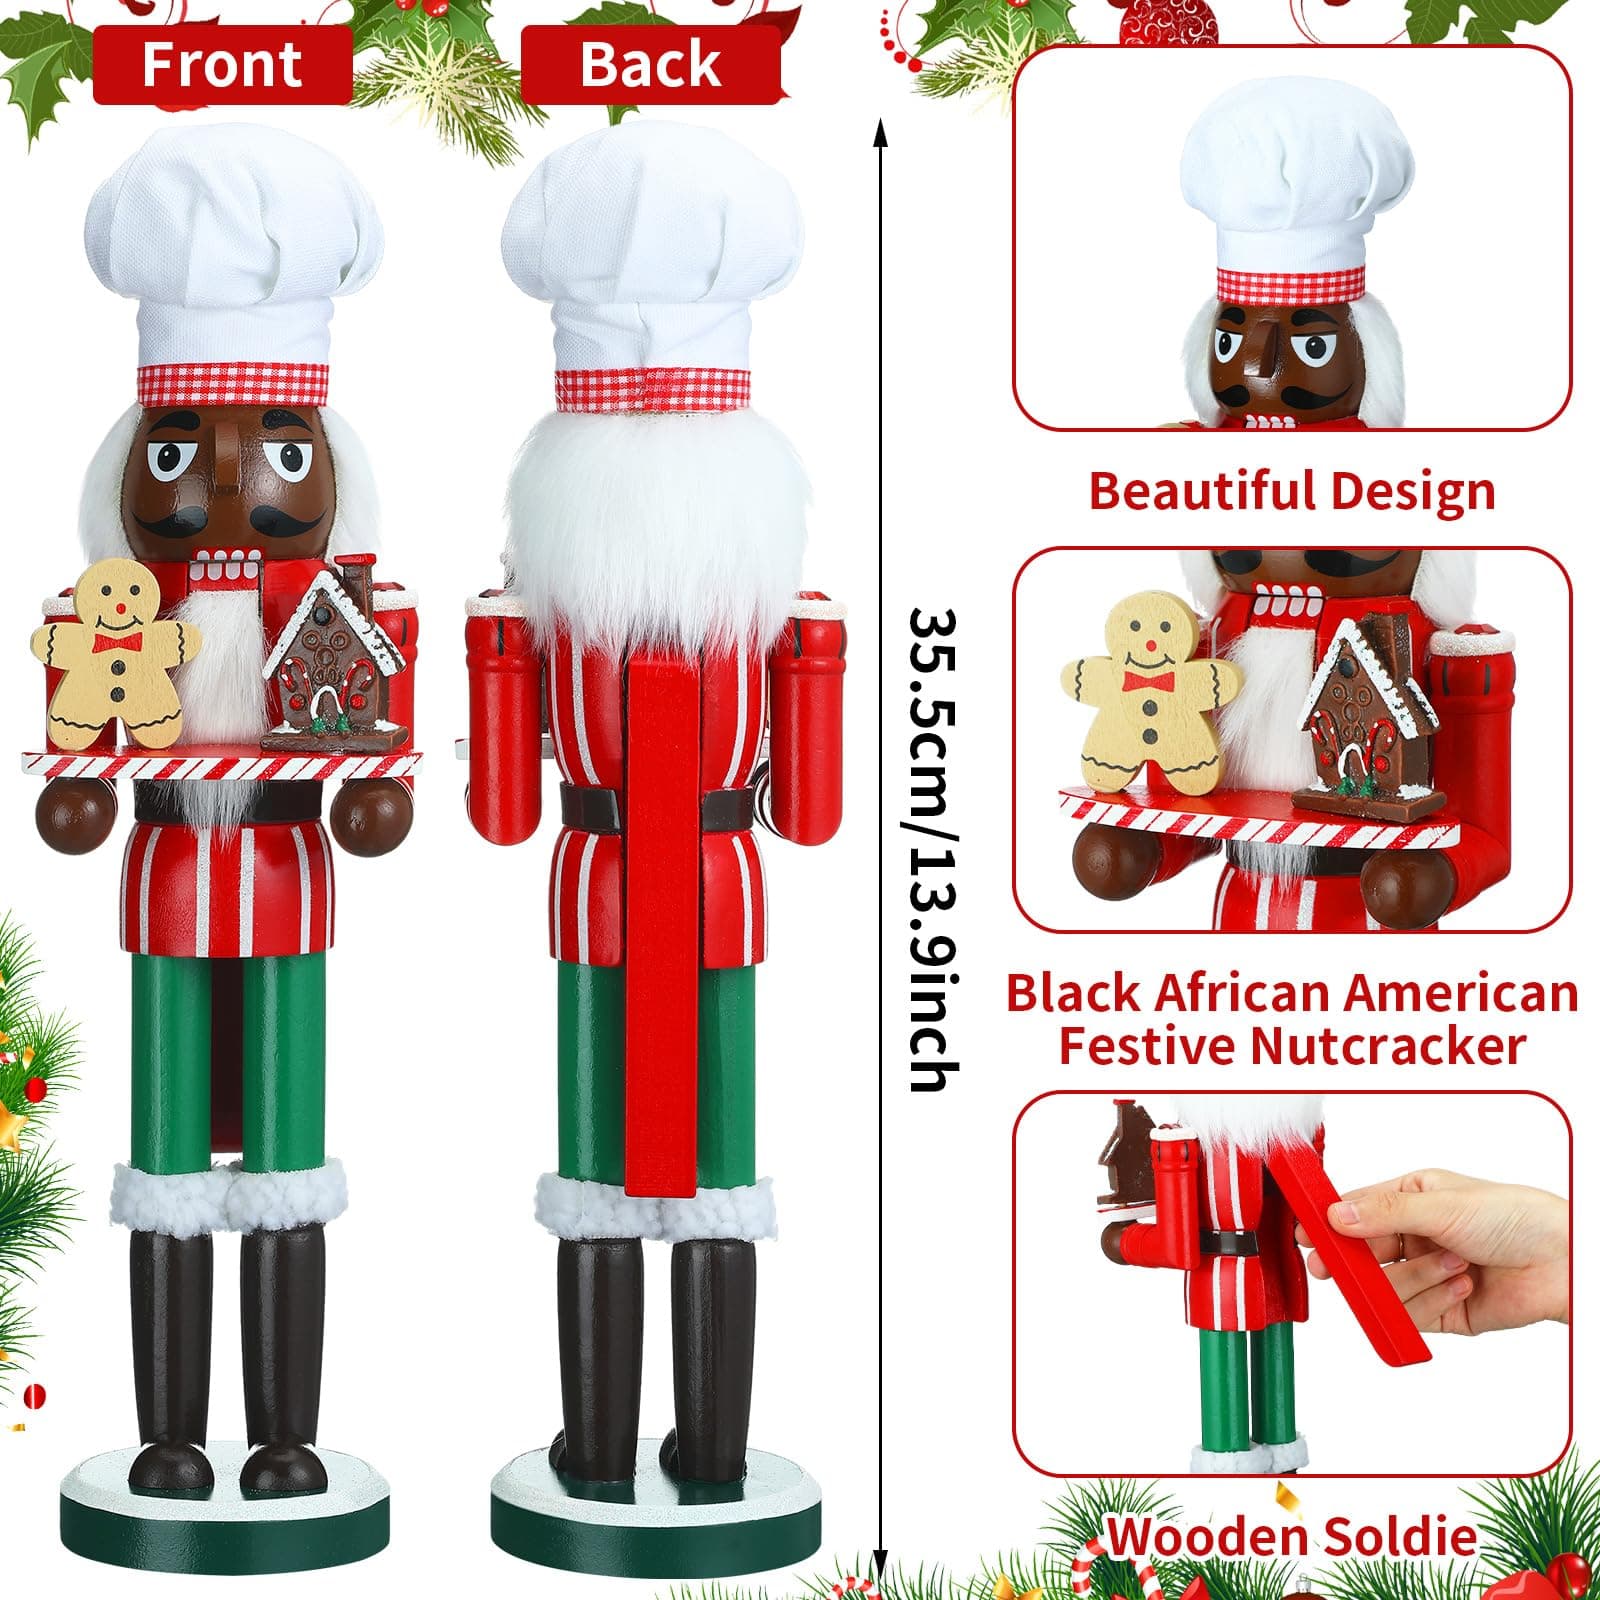 Front
Back
35.5cm/13.9inch
Beautiful Design
Black African American
Festive Nutcracker
Wooden Soldie